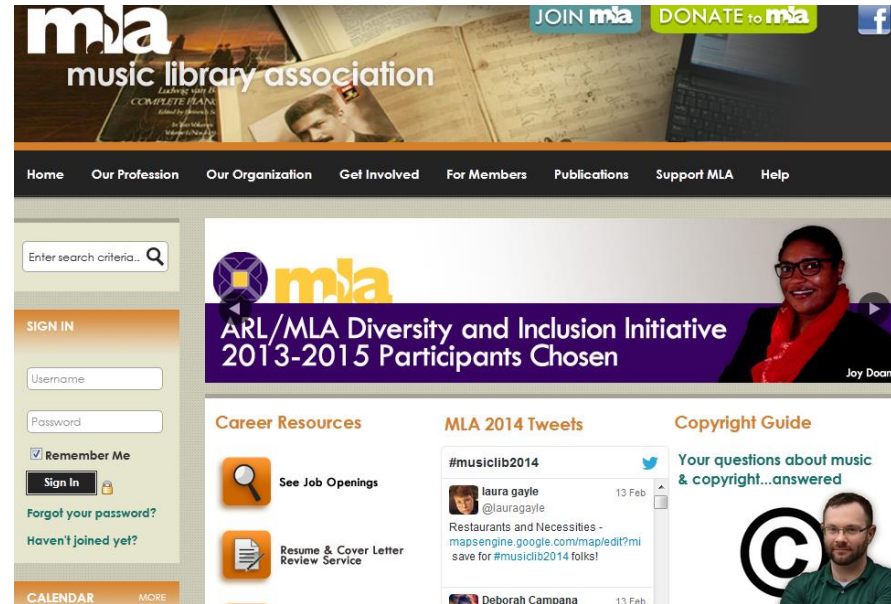 JOIN mla
DONATE to mla
f
mla
music library association
Ludwig van B
COMPLETE PIAN
Home Our Profession Our Organization Get Involved For Members Publications Support MLA Help
Enter search criteria..
SIGN IN
Username
Password
Remember Me
Sign In
Forgot your password?
Haven't joined yet?
CALENDAR MORE
mla
ARL/MLA Diversity and Inclusion Initiative
2013-2015 Participants Chosen
Joy Doan
Career Resources
See Job Openings
Resume & Cover Letter
Review Service
MLA 2014 Tweets
#musiclib2014
laura gayle 13 Feb
@lauragayle
Restaurants and Necessities -
mapsengine.google.com/map/edit?mi
save for #musiclib2014 folks!
Deborah Campana 13 Feb
Copyright Guide
Your questions about music
& copyright...answered
©